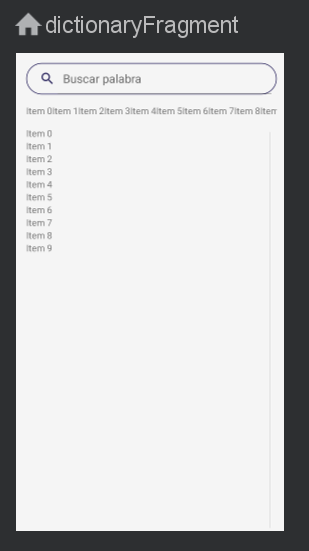 dictionaryFragment
Buscar palabra
Item 0Item 1Item 2Item 3Item 4Item 5Item 6Item 7Item 8Item
Item 0
Item 1
Item 2
Item 3
Item 4
Item 5
Item 6
Item 7
Item 8
Item 9